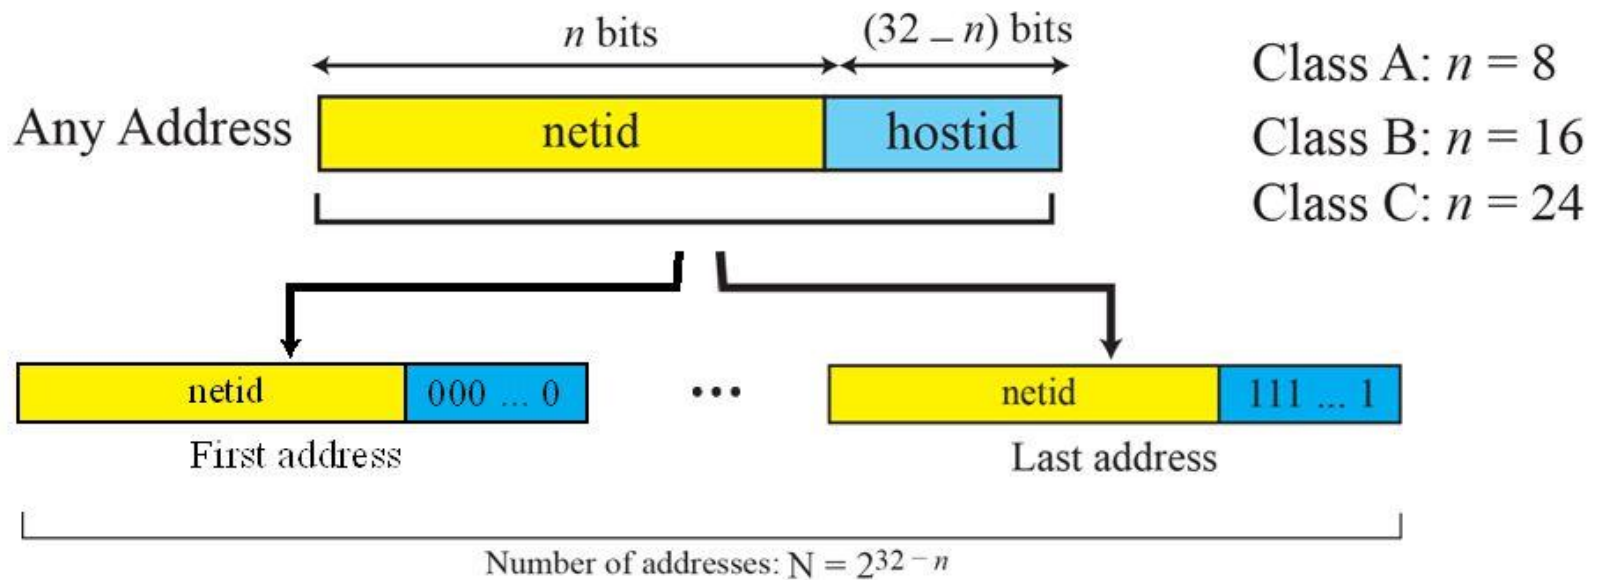 n bits
(32 – n) bits
Class A: n = 8
Any Address
netid
hostid
Class B: n = 16
Class C: n = 24
netid
000 ... 0
...
netid
111 ... 1
First address
Last address
Number of addresses: N = 2^32 – n